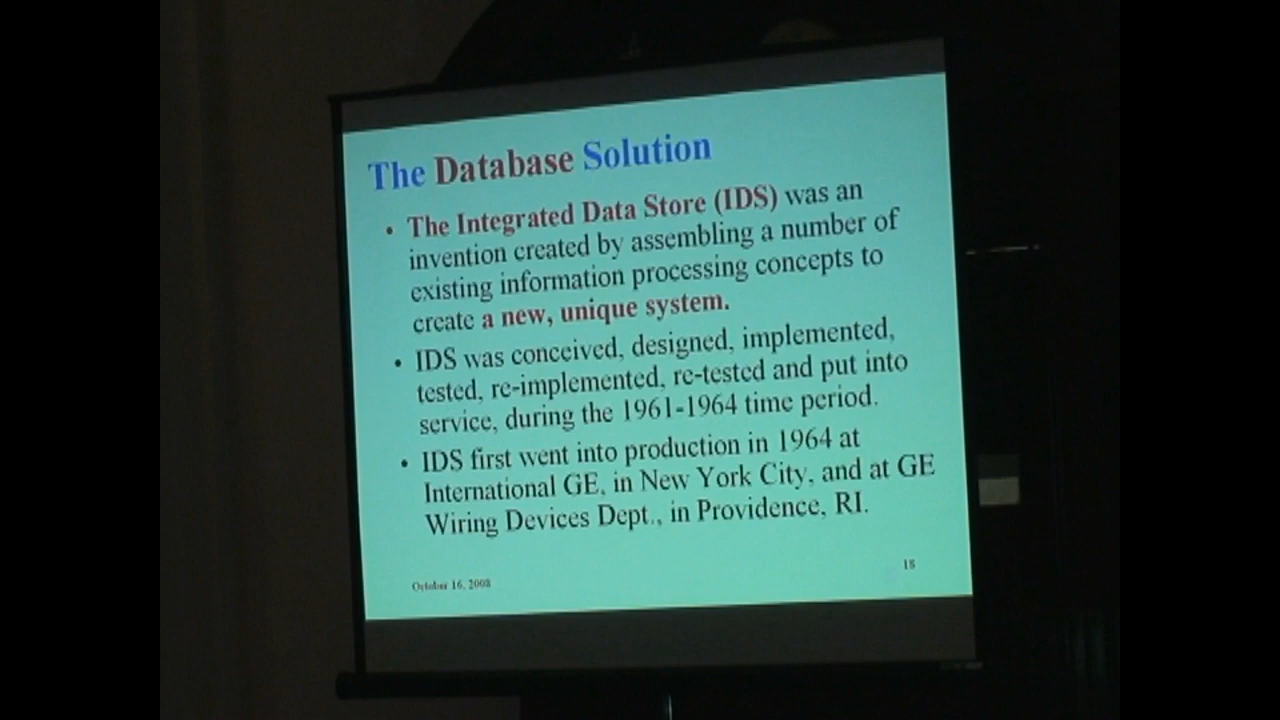 The Database Solution
• The Integrated Data Store (IDS) was an
invention created by assembling a number of
existing information processing concepts to
create a new, unique system.
• IDS was conceived, designed, implemented,
tested, re-implemented, re-tested and put into
service, during the 1961-1964 time period.
• IDS first went into production in 1964 at
International GE, in New York City, and at GE
Wiring Devices Dept., in Providence, RI.
October 16, 2008
18